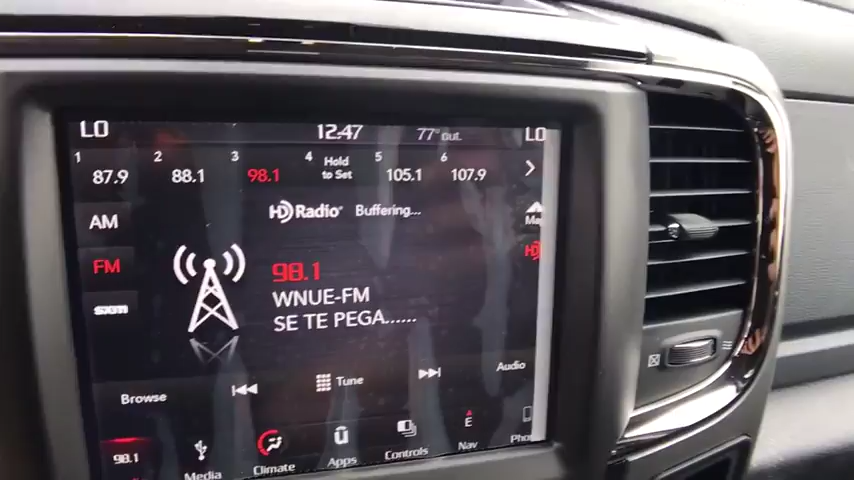 LO 12:47 77° Out. LO
1 2 3 4 5 6
87.9 88.1 98.1 Hold to Set 105.1 107.9
AM
HD Radio® Buffering...
FM
98.1
WNUE-FM
SE TE PEGA......
HD
Browse
Tune
Audio
98.1
Media
Climate
Apps
Controls
E
Nav